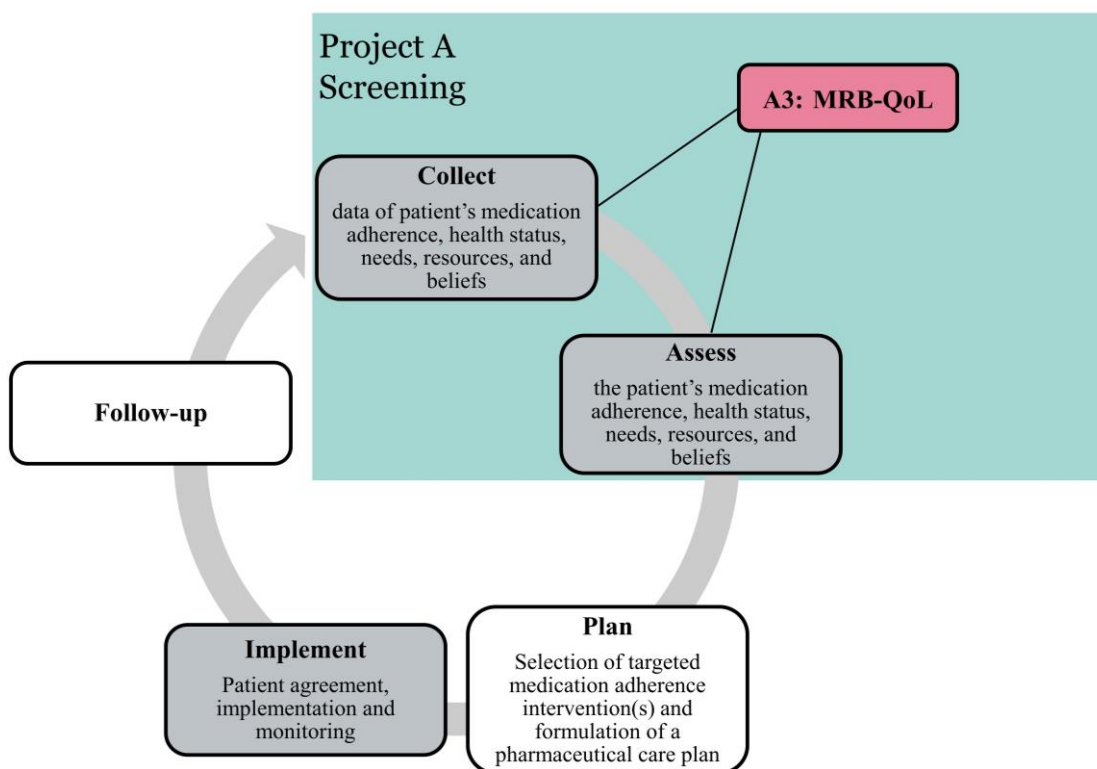 Project A
Screening
A3: MRB-QoL
Collect
data of patient’s medication
adherence, health status,
needs, resources, and
beliefs
Assess
the patient’s medication
adherence, health status,
needs, resources, and
beliefs
Follow-up
Plan
Selection of targeted
medication adherence
intervention(s) and
formulation of a
pharmaceutical care plan
Implement
Patient agreement,
implementation and
monitoring